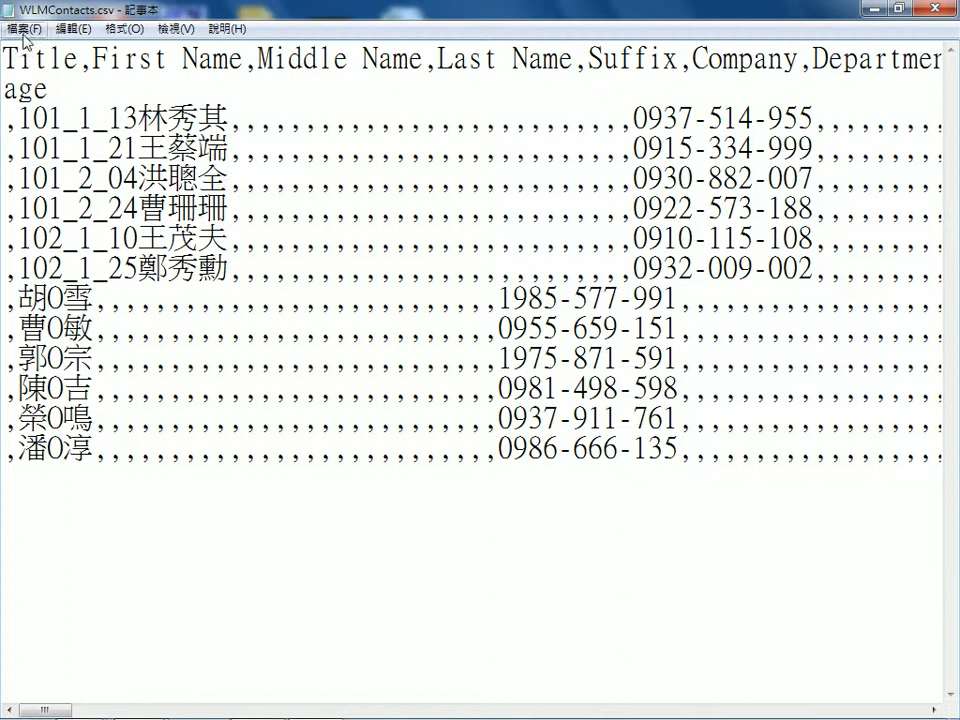 WLMContacts.csv - 記事本
檔案(F) 編輯(E) 格式(O) 檢視(V) 說明(H)
Title,First Name,Middle Name,Last Name,Suffix,Company,Departmen
age
,101_1_13林秀其,,,,,,,,,,,,,,,,,,,,,,,,,,,0937-514-955,,,,,,,,,
,101_1_21王蔡端,,,,,,,,,,,,,,,,,,,,,,,,,,,0915-334-999,,,,,,,,,
,101_2_04洪聰全,,,,,,,,,,,,,,,,,,,,,,,,,,,0930-882-007,,,,,,,,,
,101_2_24曹珊珊,,,,,,,,,,,,,,,,,,,,,,,,,,,0922-573-188,,,,,,,,,
,102_1_10王茂夫,,,,,,,,,,,,,,,,,,,,,,,,,,,0910-115-108,,,,,,,,,
,102_1_25鄭秀勳,,,,,,,,,,,,,,,,,,,,,,,,,,,0932-009-002,,,,,,,,,
,胡O雪,,,,,,,,,,,,,,,,,,,,,,,,,,,1985-577-991,,,,,,,,,,,,,,,,,,
,曹O敏,,,,,,,,,,,,,,,,,,,,,,,,,,,0955-659-151,,,,,,,,,,,,,,,,,,
,郭O宗,,,,,,,,,,,,,,,,,,,,,,,,,,,1975-871-591,,,,,,,,,,,,,,,,,,
,陳O吉,,,,,,,,,,,,,,,,,,,,,,,,,,,0981-498-598,,,,,,,,,,,,,,,,,,
,榮O鳴,,,,,,,,,,,,,,,,,,,,,,,,,,,0937-911-761,,,,,,,,,,,,,,,,,,
,潘O淳,,,,,,,,,,,,,,,,,,,,,,,,,,,0986-666-135,,,,,,,,,,,,,,,,,,